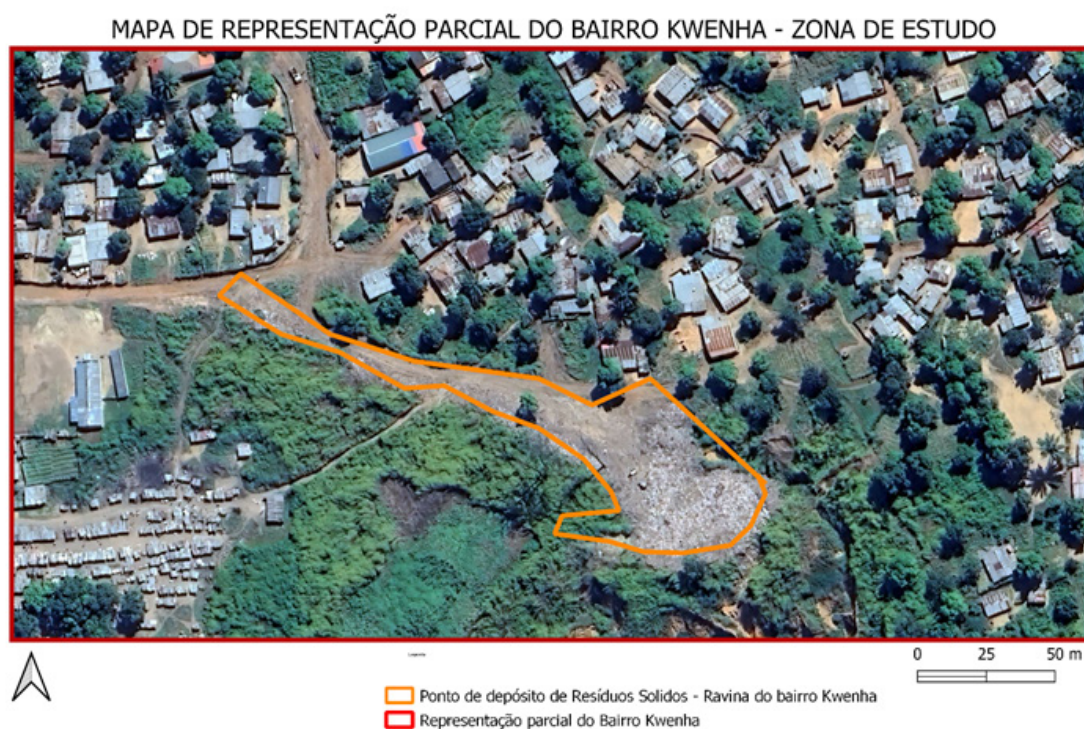 MAPA DE REPRESENTAÇÃO PARCIAL DO BAIRRO KWENHA - ZONA DE ESTUDO
Legenda
0 25 50 m
Ponto de depósito de Resíduos Solidos - Ravina do bairro Kwenha
Representação parcial do Bairro Kwenha